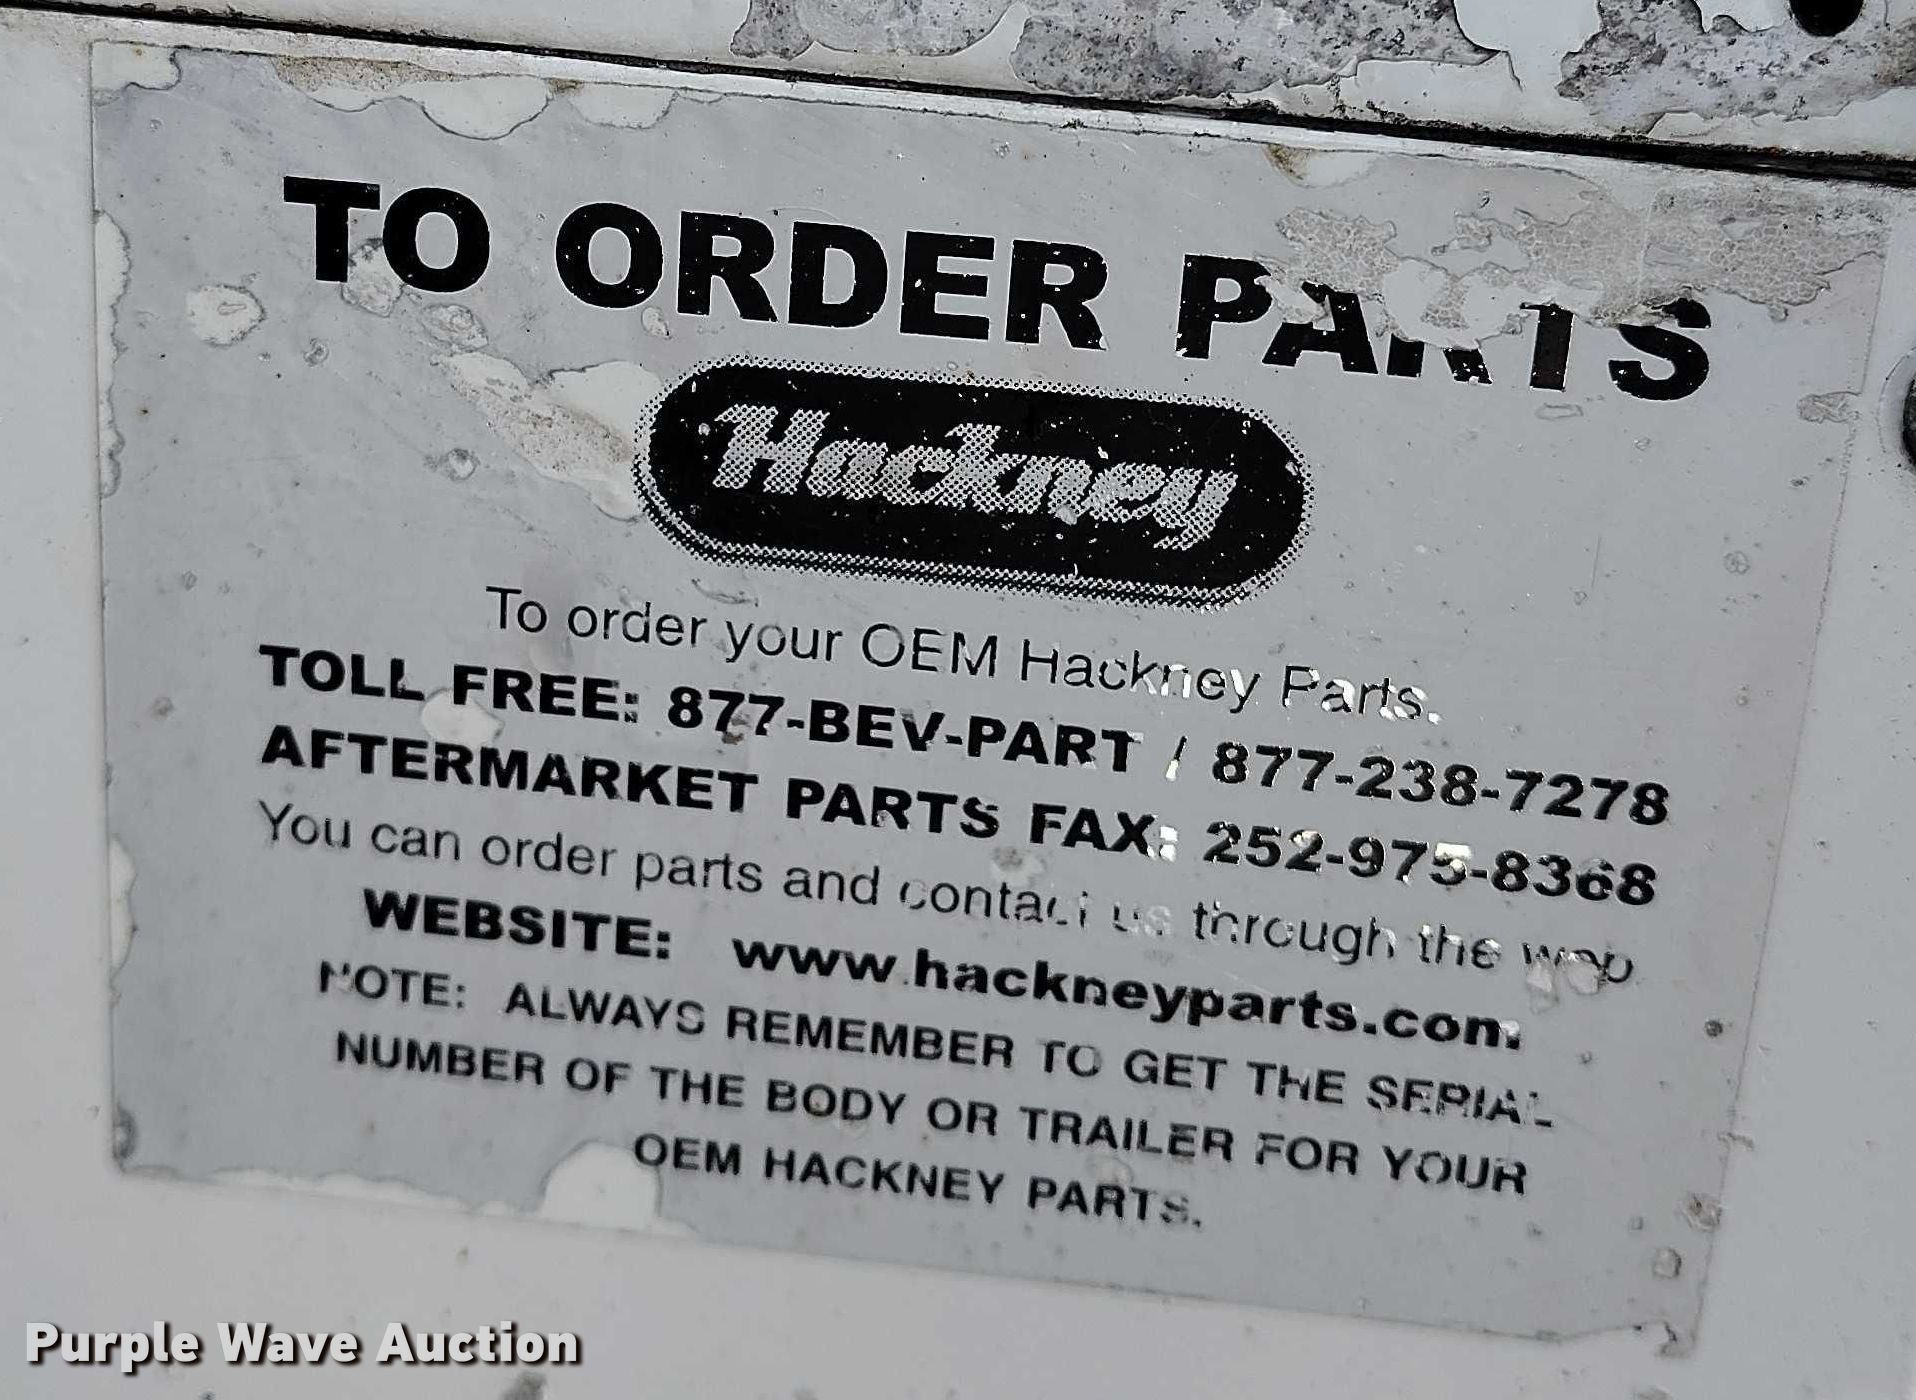 TO ORDER PARTS
Hackney
To order your OEM Hackney Parts.
TOLL FREE: 877-BEV-PART / 877-238-7278
AFTERMARKET PARTS FAX: 252-975-8368
You can order parts and contact us through the web
WEBSITE: www.hackneyparts.com.
NOTE: ALWAYS REMEMBER TO GET THE SERIAL
NUMBER OF THE BODY OR TRAILER FOR YOUR
OEM HACKNEY PARTS.
Purple Wave Auction